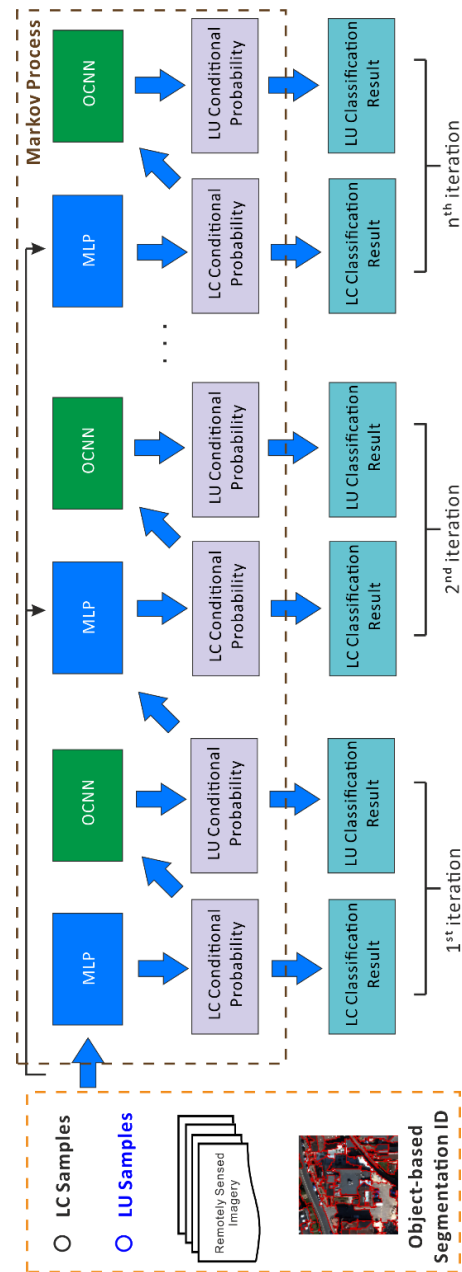 LC Samples
LU Samples
Remotely Sensed
Imagery
Object-based
Segmentation ID
Markov Process
MLP
OCNN
MLP
OCNN
. . .
MLP
OCNN
LC Conditional
Probability
LU Conditional
Probability
LC Conditional
Probability
LU Conditional
Probability
LC Conditional
Probability
LU Conditional
Probability
LC Classification
Result
LU Classification
Result
LC Classification
Result
LU Classification
Result
LC Classification
Result
LU Classification
Result
1st iteration
2nd iteration
nth iteration